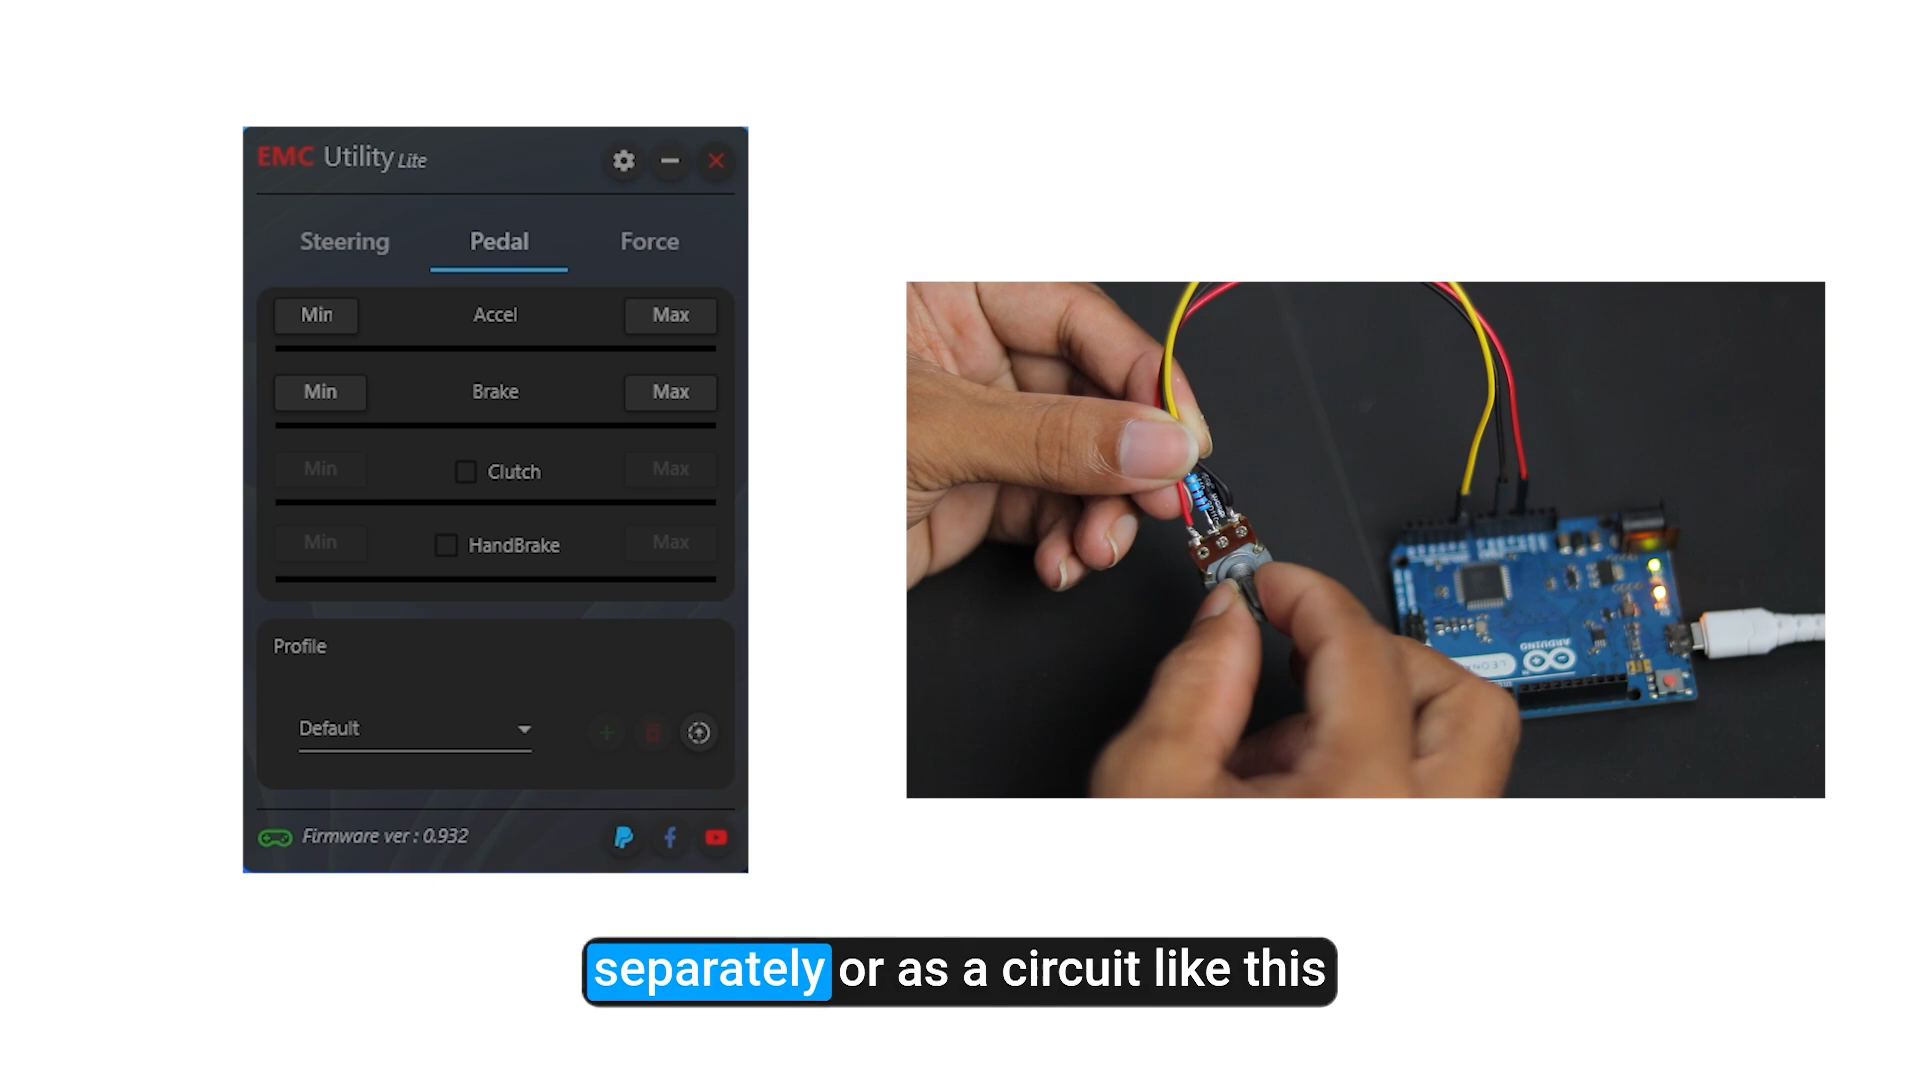 EMC Utility Lite
Steering Pedal Force
Min Accel Max
Min Brake Max
Min Clutch Max
Min HandBrake Max
Profile
Default
Firmware ver : 0.932
ARDUINO
separately or as a circuit like this